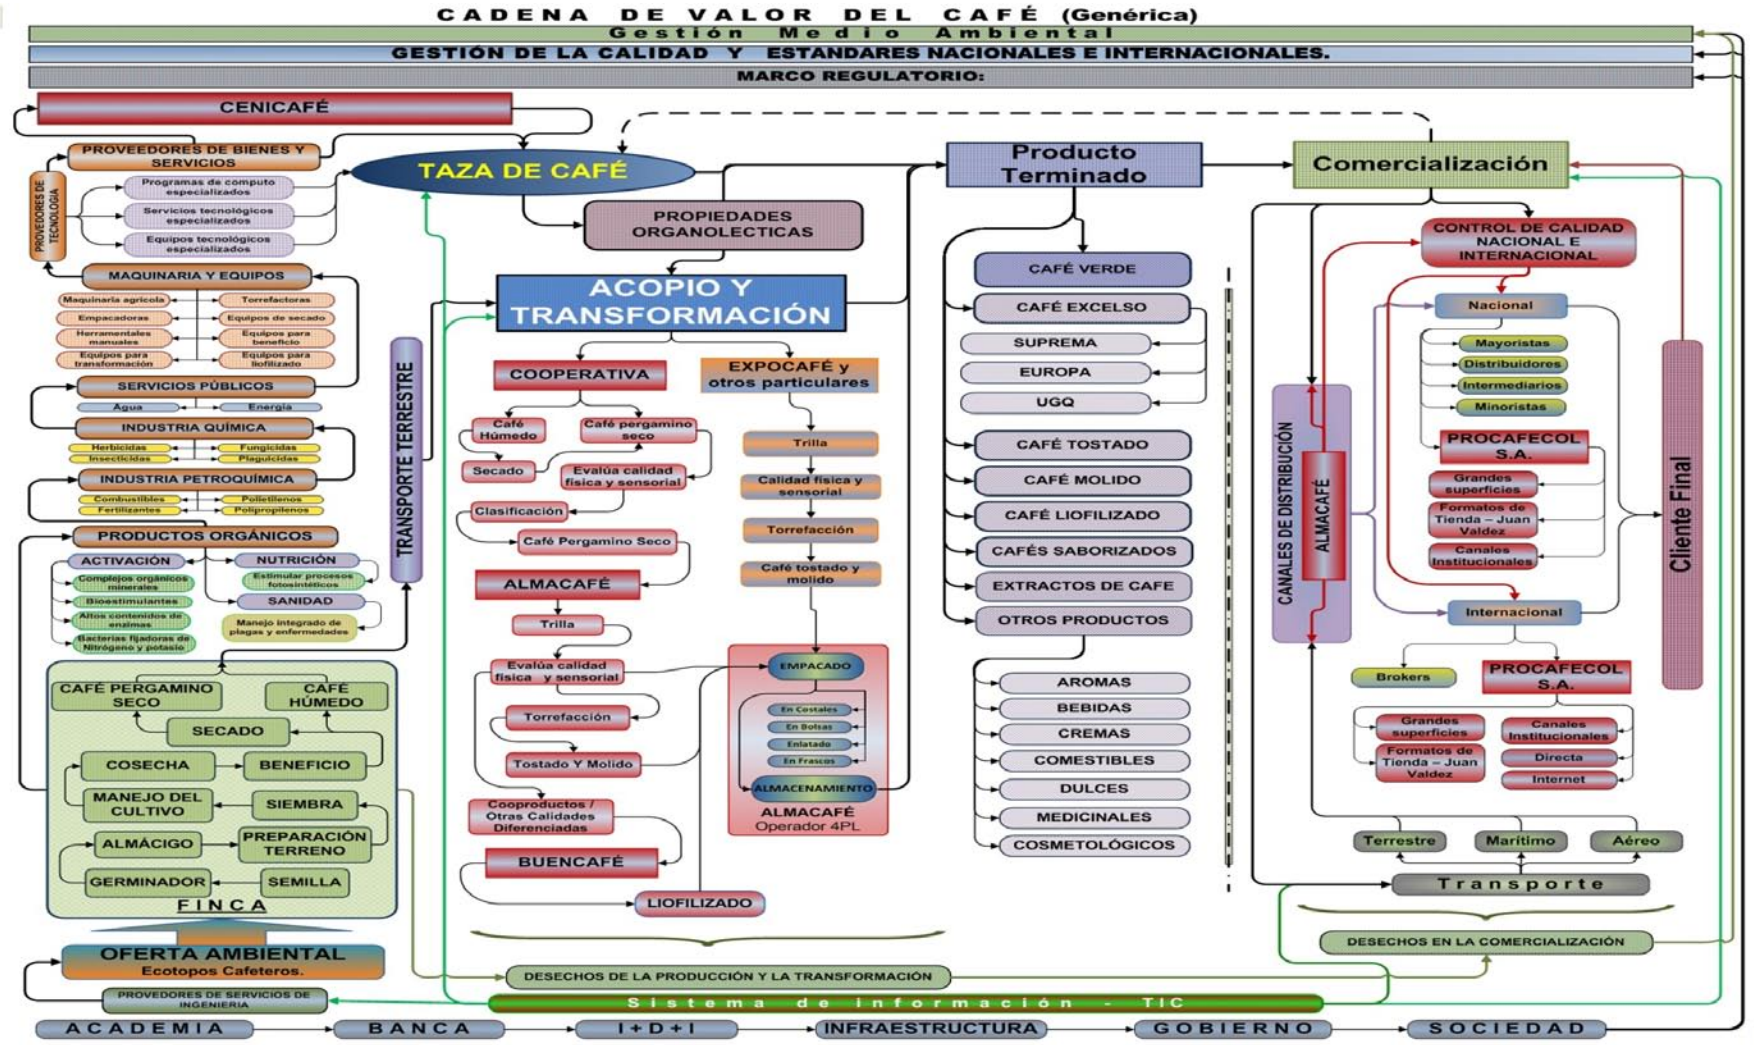 CADENA DE VALOR DEL CAFÉ (Genérica)
Gestión Medio Ambiental
GESTIÓN DE LA CALIDAD Y ESTANDARES NACIONALES E INTERNACIONALES.
MARCO REGULATORIO:
CENICAFÉ
PROVEEDORES DE BIENES Y
SERVICIOS
PROVEDORES DE
TECNOLOGÍA
Programas de computo
especializados
Servicios tecnológicos
especializados
Equipos tecnológicos
especializados
MAQUINARIA Y EQUIPOS
Maquinaria agrícola
Torrefactoras
Empacadoras
Equipos de secado
Herramentales
manuales
Equipos para
beneficio
Equipos para
transformación
Equipos para
liofilizado
SERVICIOS PÚBLICOS
Agua
Energía
INDUSTRIA QUÍMICA
Herbicidas
Fungicidas
Insecticidas
Plaguicidas
INDUSTRIA PETROQUÍMICA
Combustibles
Polietilenos
Fertilizantes
Polipropilenos
PRODUCTOS ORGÁNICOS
ACTIVACIÓN
NUTRICIÓN
Complejos orgánicos
minerales
Estimular procesos
fotosintéticos
Bioestimulantes
SANIDAD
Altos contenidos de
enzimas
Manejo integrado de
plagas y enfermedades
Bacterias fijadoras de
Nitrógeno y potasio
TRANSPORTE TERRESTRE
CAFÉ PERGAMINO
SECO
CAFÉ
HÚMEDO
SECADO
COSECHA
BENEFICIO
MANEJO DEL
CULTIVO
SIEMBRA
ALMÁCIGO
PREPARACIÓN
TERRENO
GERMINADOR
SEMILLA
FINCA
OFERTA AMBIENTAL
Ecotopos Cafeteros.
PROVEDORES DE SERVICIOS DE
INGENIERIA
TAZA DE CAFÉ
PROPIEDADES
ORGANOLECTICAS
ACOPIO Y
TRANSFORMACIÓN
COOPERATIVA
EXPOCAFÉ y
otros particulares
Café
Húmedo
Café pergamino
seco
Secado
Evalúa calidad
física y sensorial
Clasificación
Café Pergamino Seco
ALMACAFÉ
Trilla
Evalúa calidad
física y sensorial
Torrefacción
Tostado Y Molido
Cooproductos /
Otras Calidades
Diferenciadas
BUENCAFÉ
LIOFILIZADO
Trilla
Calidad física y
sensorial
Torrefacción
Café tostado y
molido
EMPACADO
En Costales
En Bolsas
Enlatado
En Frascos
ALMACENAMIENTO
ALMACAFÉ
Operador 4PL
Producto
Terminado
CAFÉ VERDE
CAFÉ EXCELSO
SUPREMA
EUROPA
UGQ
CAFÉ TOSTADO
CAFÉ MOLIDO
CAFÉ LIOFILIZADO
CAFÉS SABORIZADOS
EXTRACTOS DE CAFE
OTROS PRODUCTOS
AROMAS
BEBIDAS
CREMAS
COMESTIBLES
DULCES
MEDICINALES
COSMETOLÓGICOS
Comercialización
CONTROL DE CALIDAD
NACIONAL E
INTERNACIONAL
Nacional
Mayoristas
Distribuidores
Intermediarios
Minoristas
PROCAFECOL
S.A.
Grandes
superficies
Formatos de
Tienda – Juan
Valdez
Canales
Institucionales
CANALES DE DISTRIBUCIÓN
ALMACAFÉ
Cliente Final
Internacional
Brokers
PROCAFECOL
S.A.
Grandes
superficies
Canales
Institucionales
Formatos de
Tienda – Juan
Valdez
Directa
Internet
Terrestre
Marítimo
Aéreo
Transporte
DESECHOS EN LA COMERCIALIZACIÓN
DESECHOS DE LA PRODUCCIÓN Y LA TRANSFORMACIÓN
Sistema de información - TIC
ACADEMIA
BANCA
I+D+I
INFRAESTRUCTURA
GOBIERNO
SOCIEDAD